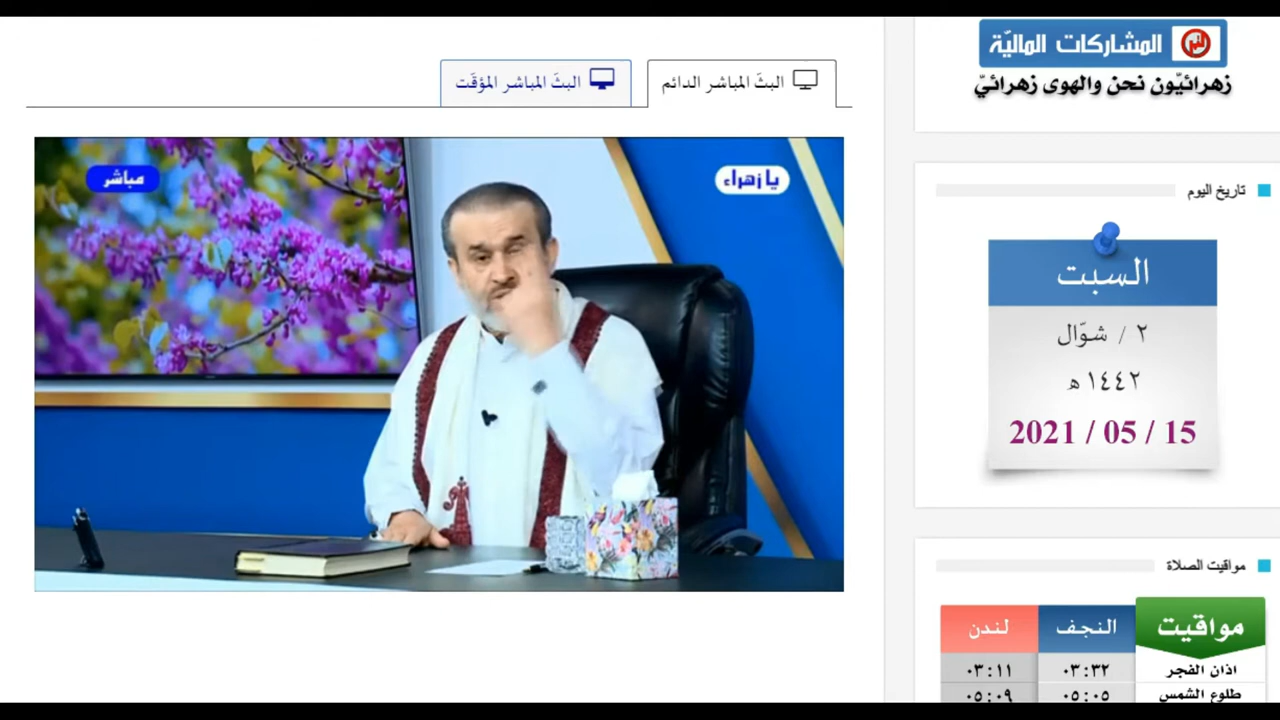 المشاركات الماليّة
زهرائيّون نحن والهوى زهرائيّ
البثّ المباشر الدائم
البثّ المباشر المؤقّت
يا زهراء
مباشر
تاريخ اليوم
السبت
٢ / شوّال
١٤٤٢ هـ
2021 / 05 / 15
مواقيت الصلاة
مواقيت النجف لندن
اذان الفجر ٠٣:٣٢ ٠٣:١١
طلوع الشمس ٠٥:٠٥ ٠٥:٠٩